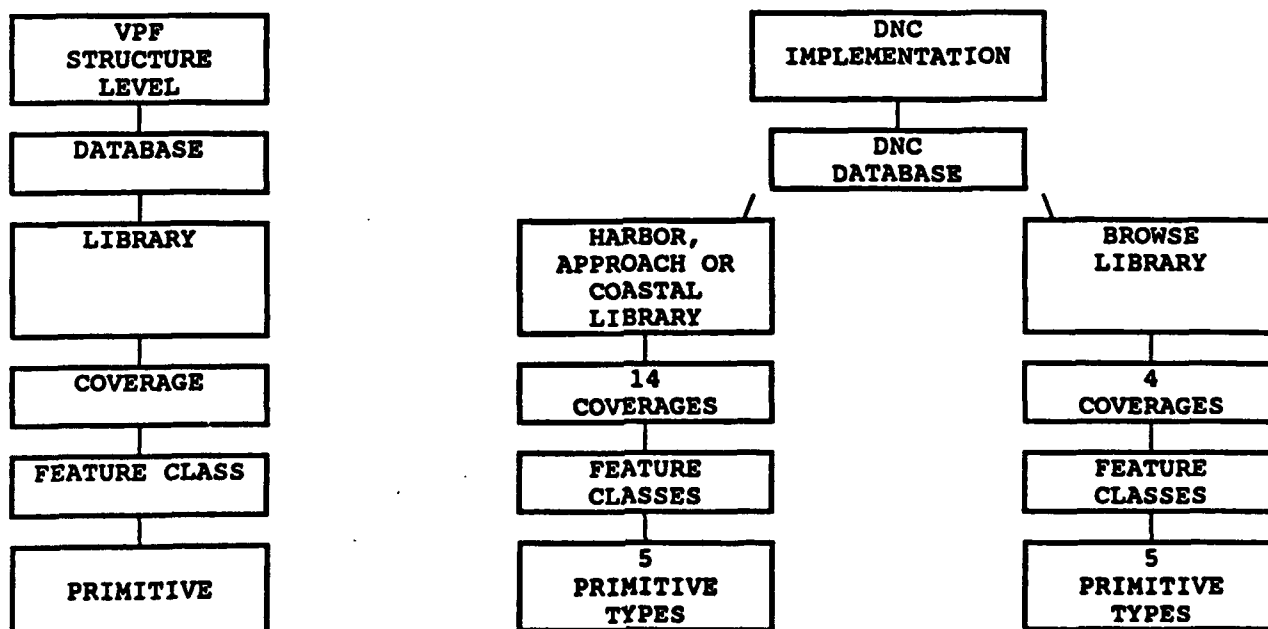 VPF
STRUCTURE
LEVEL
DATABASE
LIBRARY
COVERAGE
FEATURE CLASS
PRIMITIVE
DNC
IMPLEMENTATION
DNC
DATABASE
HARBOR,
APPROACH OR
COASTAL
LIBRARY
14
COVERAGES
FEATURE
CLASSES
5
PRIMITIVE
TYPES
BROWSE
LIBRARY
4
COVERAGES
FEATURE
CLASSES
5
PRIMITIVE
TYPES